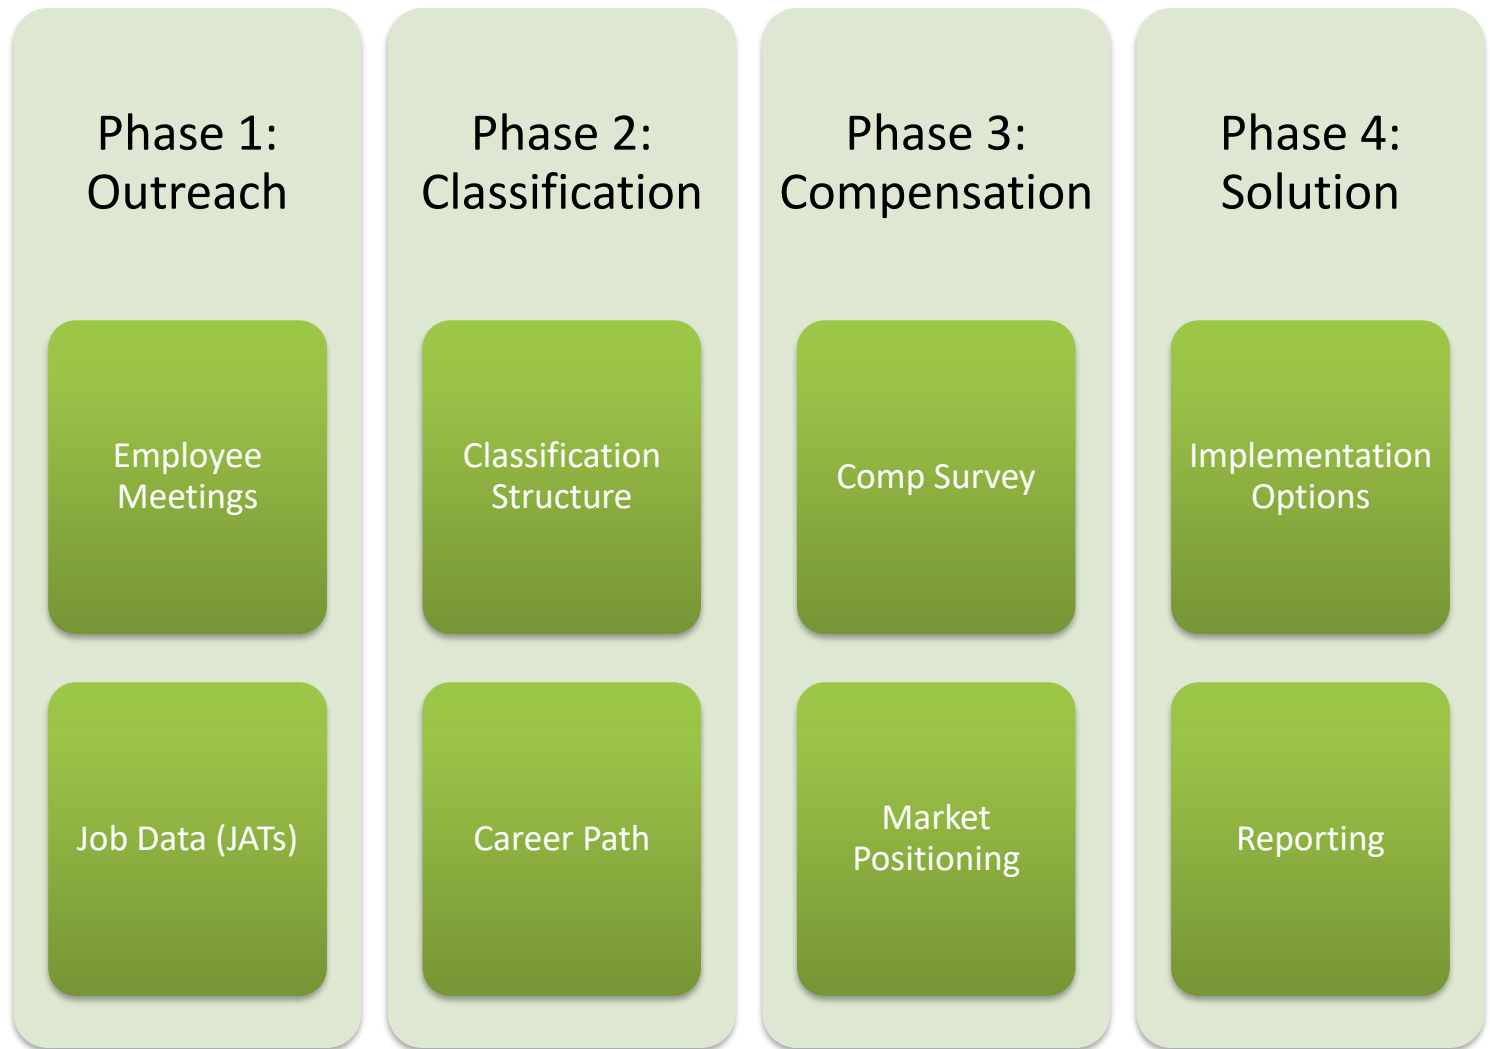 Phase 1:
Outreach
Employee
Meetings
Job Data (JATs)
Phase 2:
Classification
Classification
Structure
Career Path
Phase 3:
Compensation
Comp Survey
Market
Positioning
Phase 4:
Solution
Implementation
Options
Reporting